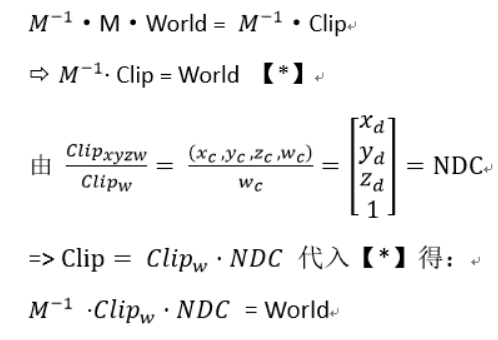 M⁻¹ • M • World = M⁻¹ • Clip↵
⇨ M⁻¹· Clip = World 【*】↵
由 Clip_xyzw / Clip_w = (x_c ,y_c ,z_c ,w_c) / w_c = [x_d y_d z_d 1] = NDC↵
=> Clip = Clip_w · NDC 代入【*】得：↵
M⁻¹ ·Clip_w · NDC = World↵